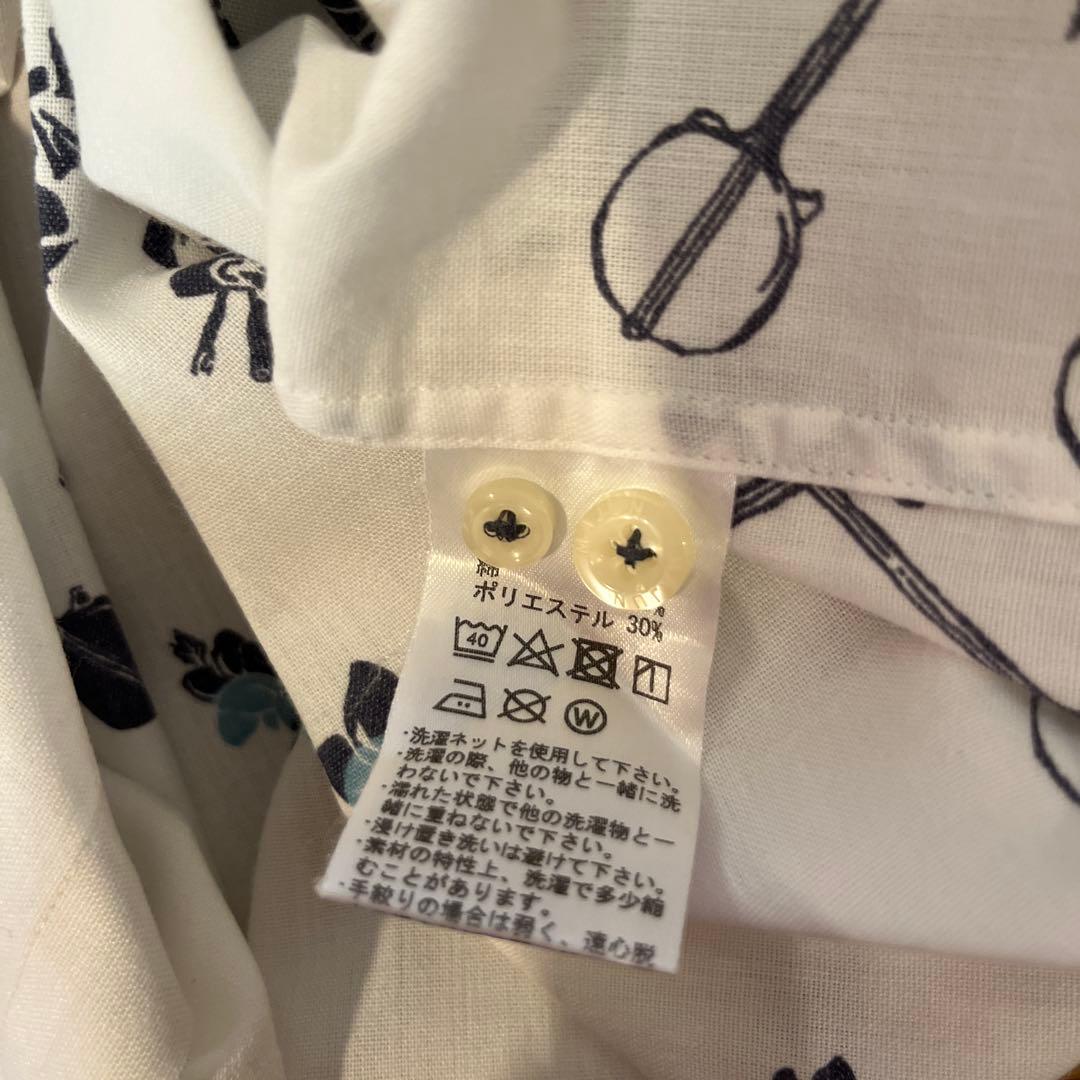 綿
ポリエステル 30%
40
W
・洗濯ネットを使用して下さい。
・洗濯の際、他の物と一緒に洗
わないで下さい。
・濡れた状態で他の洗濯物と一
緒に重ねないで下さい。
・浸け置き洗いは避けて下さい。
・素材の特性上、洗濯で多少縮
むことがあります。
・手絞りの場合は弱く、遠心脱